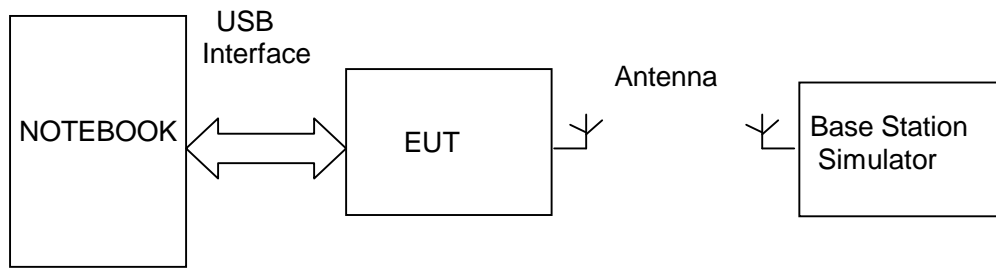 USB
Interface
NOTEBOOK
EUT
Antenna
Base Station
Simulator